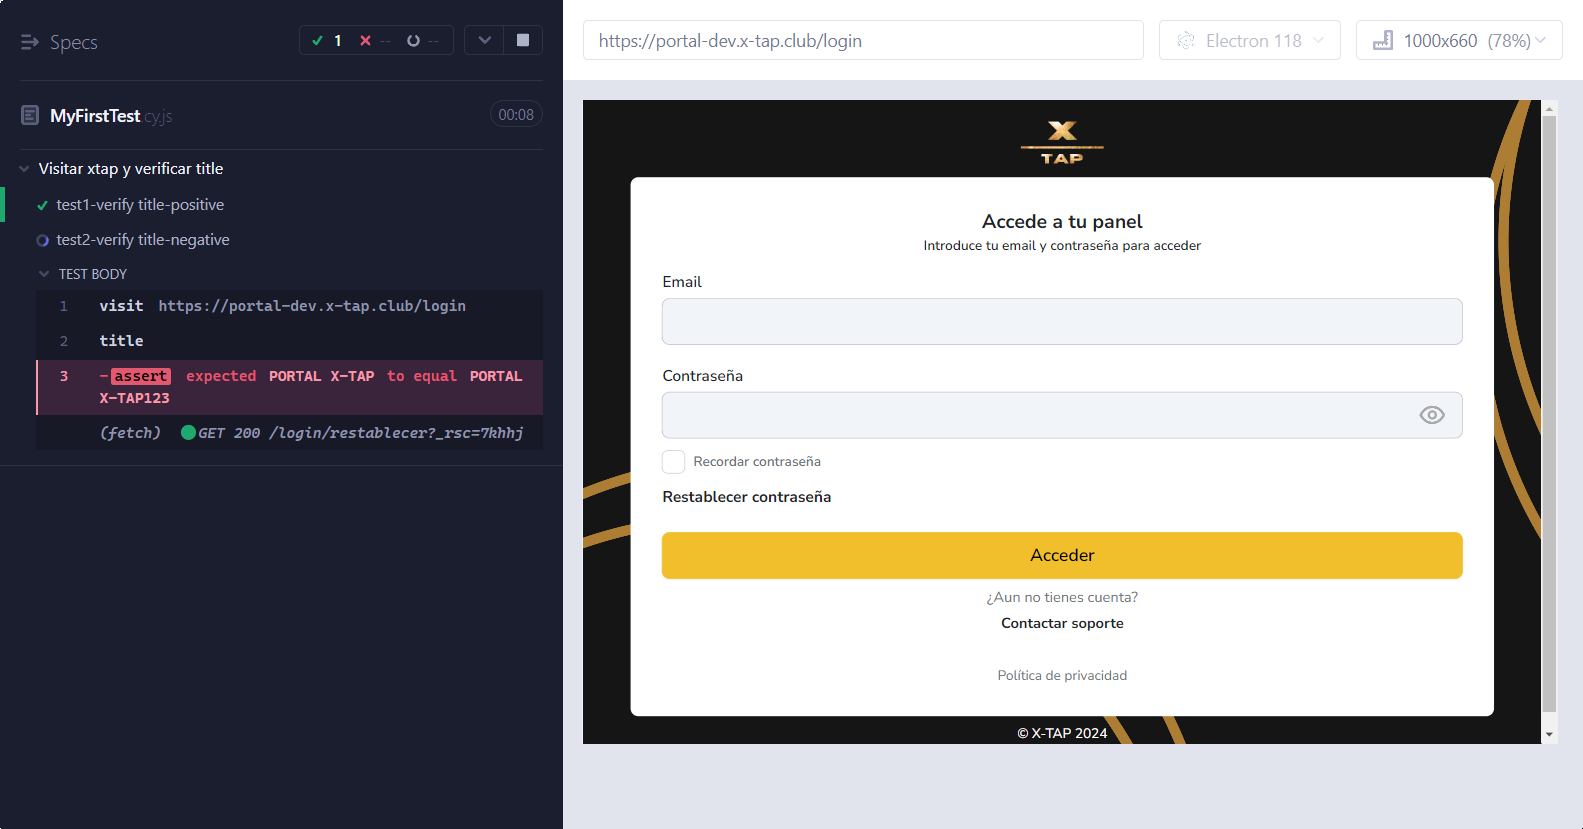 Specs
1 -- --
MyFirstTest.cy.js
00:08
Visitar xtap y verificar title
test1-verify title-positive
test2-verify title-negative
TEST BODY
1 visit https://portal-dev.x-tap.club/login
2 title
3 -assert expected PORTAL X-TAP to equal PORTAL
X-TAP123
(fetch) GET 200 /login/restablecer?_rsc=7khhj
https://portal-dev.x-tap.club/login
Electron 118
1000x660 (78%)
X
TAP
Accede a tu panel
Introduce tu email y contraseña para acceder
Email
Contraseña
Recordar contraseña
Restablecer contraseña
Acceder
¿Aun no tienes cuenta?
Contactar soporte
Política de privacidad
© X-TAP 2024